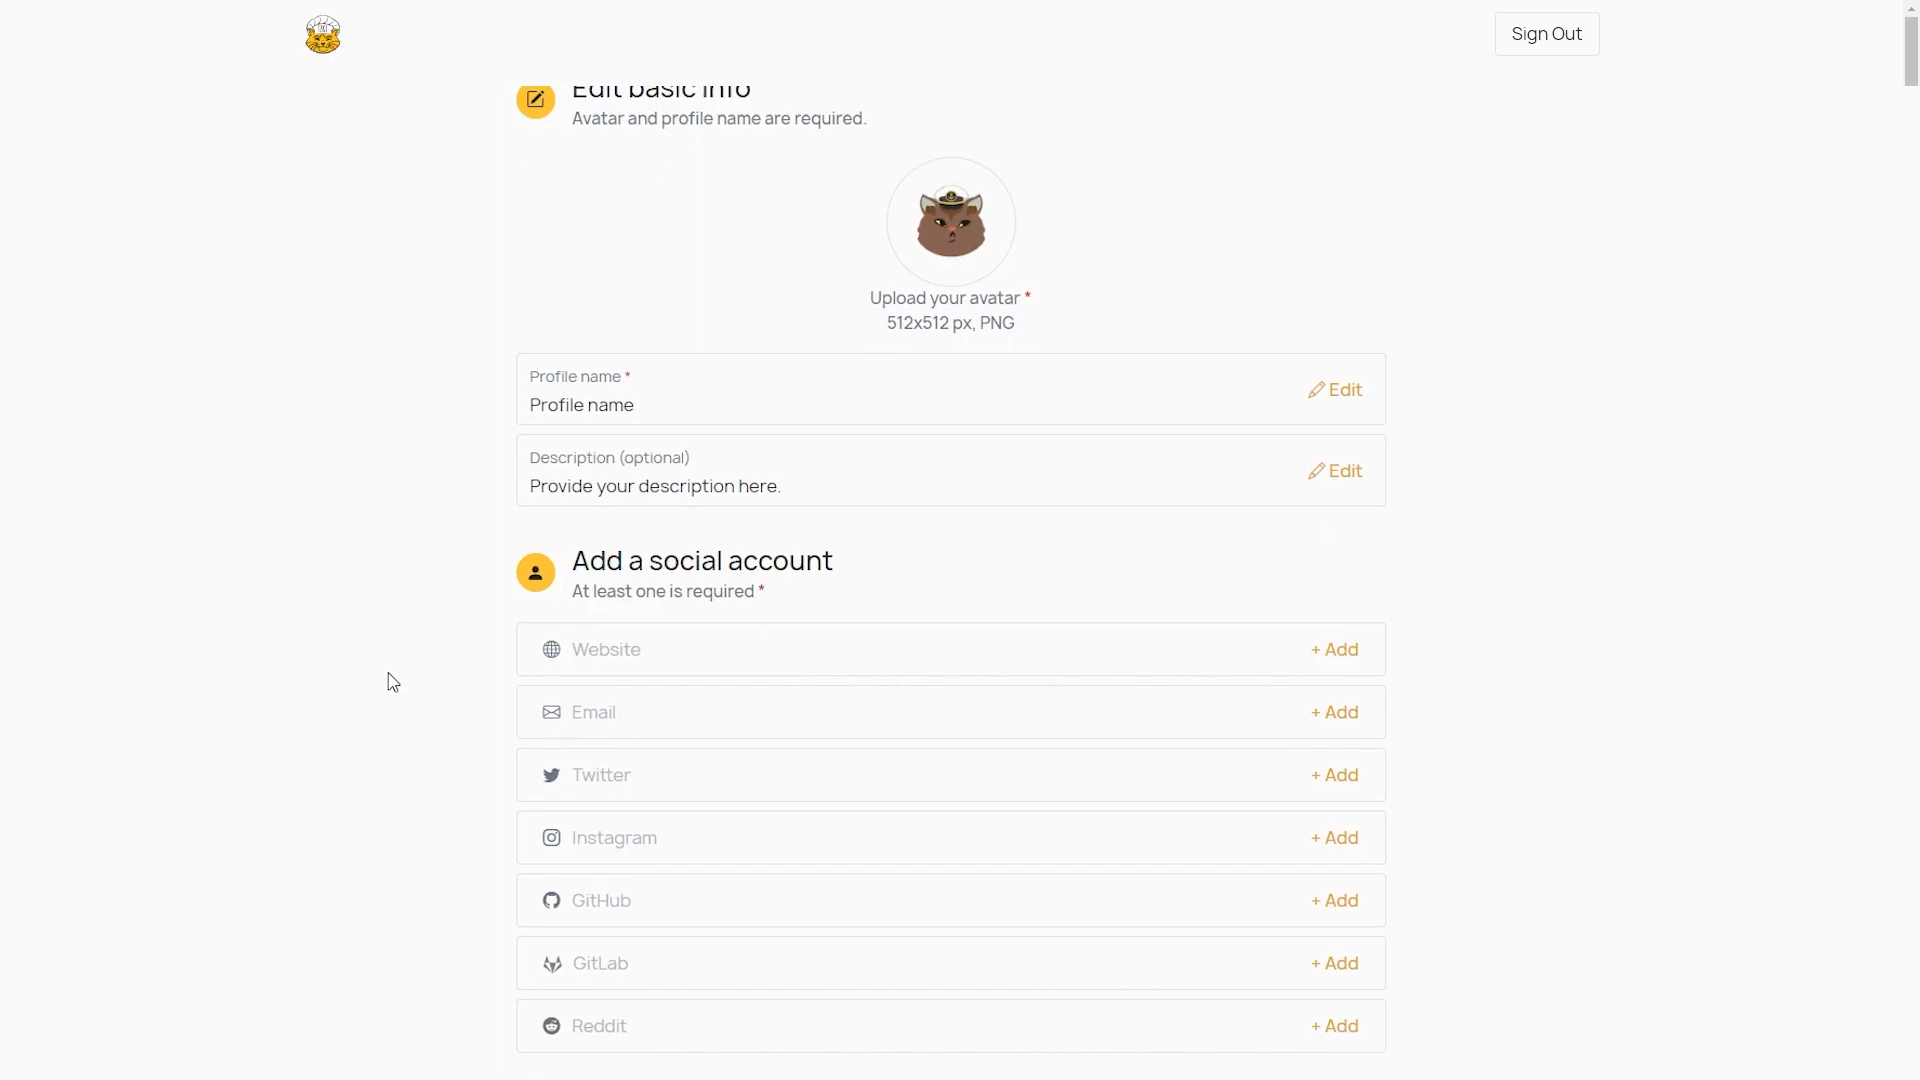 Sign Out
Edit basic info
Avatar and profile name are required.
Upload your avatar *
512x512 px, PNG
Profile name *
Profile name
Edit
Description (optional)
Provide your description here.
Edit
Add a social account
At least one is required *
Website
+ Add
Email
+ Add
Twitter
+ Add
Instagram
+ Add
GitHub
+ Add
GitLab
+ Add
Reddit
+ Add